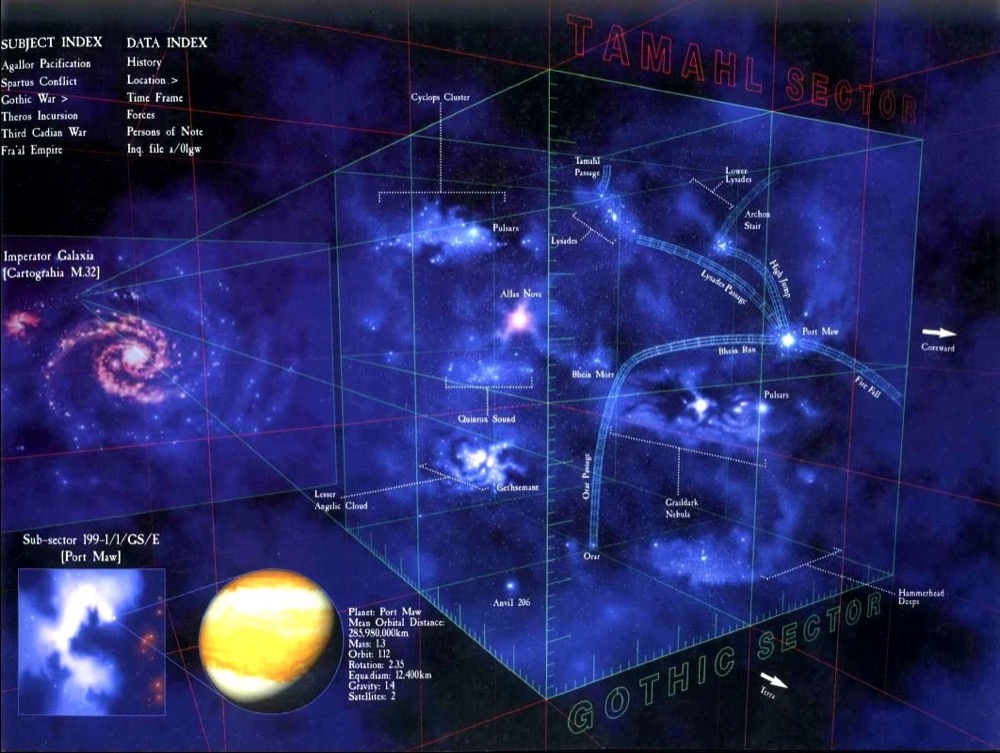 SUBJECT INDEX
Agallor Pacification
Spartus Conflict
Gothic War >
Theros Incursion
Third Cadian War
Fra'al Empire
DATA INDEX
History
Location >
Time Frame
Forces
Persons of Note
Inq. file a/01gw
TAMAHL SECTOR
Cyclops Cluster
Pulsars
Tamahl
Passage
Lysades
Lower
Lysades
Archon
Stair
High Jump
Lysades Passage
Imperator Galaxia
[Cartograhia M.32]
Allas Nova
Port Maw
Coreward
Bhein Ran
Bhein Morr
Fire Fall
Pulsars
Quinrox Sound
Orar Passage
Gethsemane
Lesser
Angelic Cloud
Graildark
Nebula
Orar
Anvil 206
Hammerhead
Deeps
Sub-sector 199-1/1/GS/E
[Port Maw]
Planet: Port Maw
Mean Orbital Distance:
285,980,000km
Mass: 1.3
Orbit: 1.12
Rotation: 2.35
Equa.diam: 12,400km
Gravity: 1.4
Satellites: 2
GOTHIC SECTOR
Terra